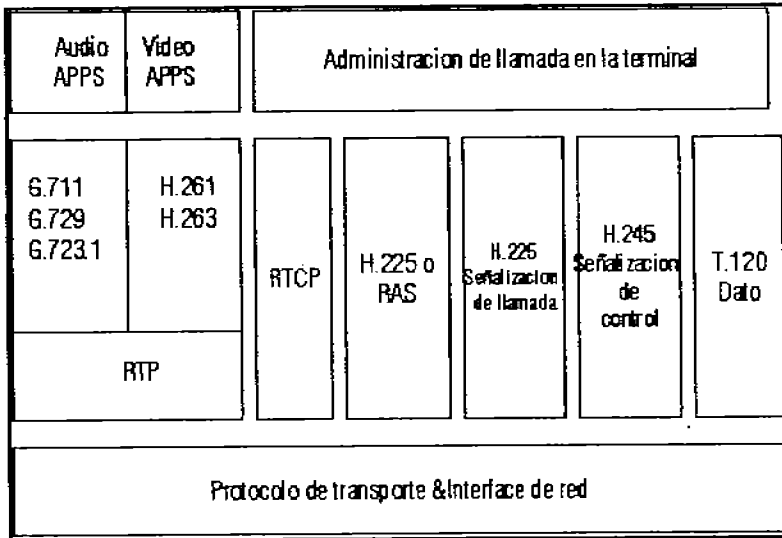 Audio
APPS
Video
APPS
Administracion de llamada en la terminal
G.711
G.729
G.723.1
H.261
H.263
RTP
RTCP
H.225 o
RAS
H.225
Señalizacion
de llamada
H.245
Señalizacion
de
control
T.120
Dato
Protocolo de transporte &Interface de red